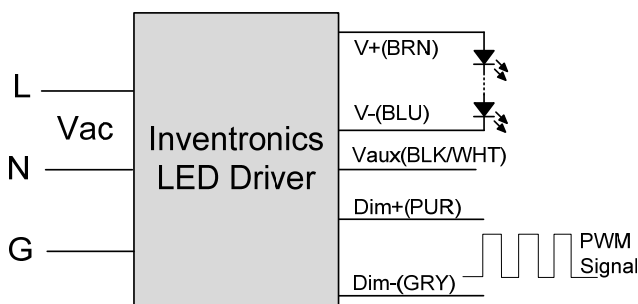 V+(BRN)
L
Vac
V-(BLU)
Inventronics
LED Driver
Vaux(BLK/WHT)
N
Dim+(PUR)
G
PWM
Signal
Dim-(GRY)